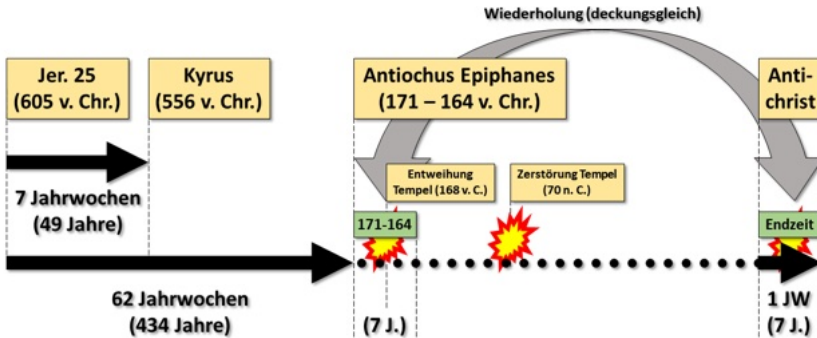 Wiederholung (deckungsgleich)
Jer. 25
(605 v. Chr.)
Kyrus
(556 v. Chr.)
Antiochus Epiphanes
(171 – 164 v. Chr.)
Anti-
christ
Entweihung
Tempel (168 v. C.)
Zerstörung Tempel
(70 n. C.)
7 Jahrwochen
(49 Jahre)
171-164
Endzeit
62 Jahrwochen
(434 Jahre)
(7 J.)
1 JW
(7 J.)